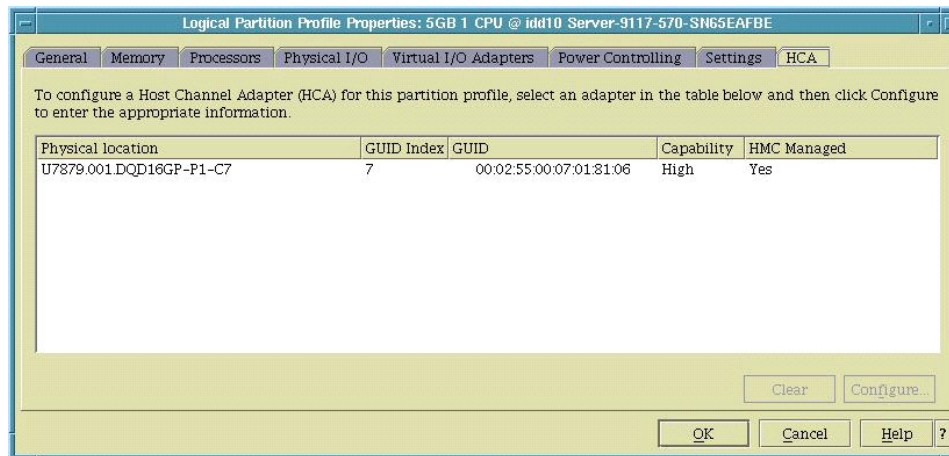 Logical Partition Profile Properties: 5GB 1 CPU @ idd10 Server-9117-570-SN65EAFBE
General Memory Processors Physical I/O Virtual I/O Adapters Power Controlling Settings HCA
To configure a Host Channel Adapter (HCA) for this partition profile, select an adapter in the table below and then click Configure
to enter the appropriate information.
Physical location GUID Index GUID Capability HMC Managed
U7879.001.DQD16GP-P1-C7 7 00:02:55:00:07:01:81:06 High Yes
Clear Configure...
OK Cancel Help ?